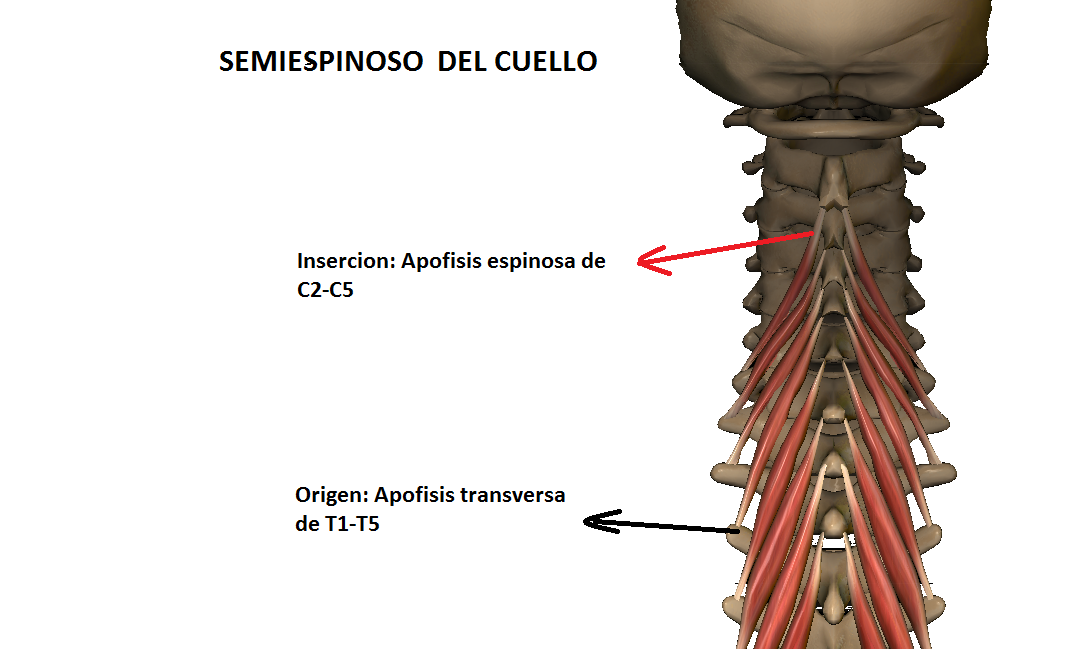 SEMIESPINOSO DEL CUELLO
Insercion: Apofisis espinosa de
C2-C5
Origen: Apofisis transversa
de T1-T5